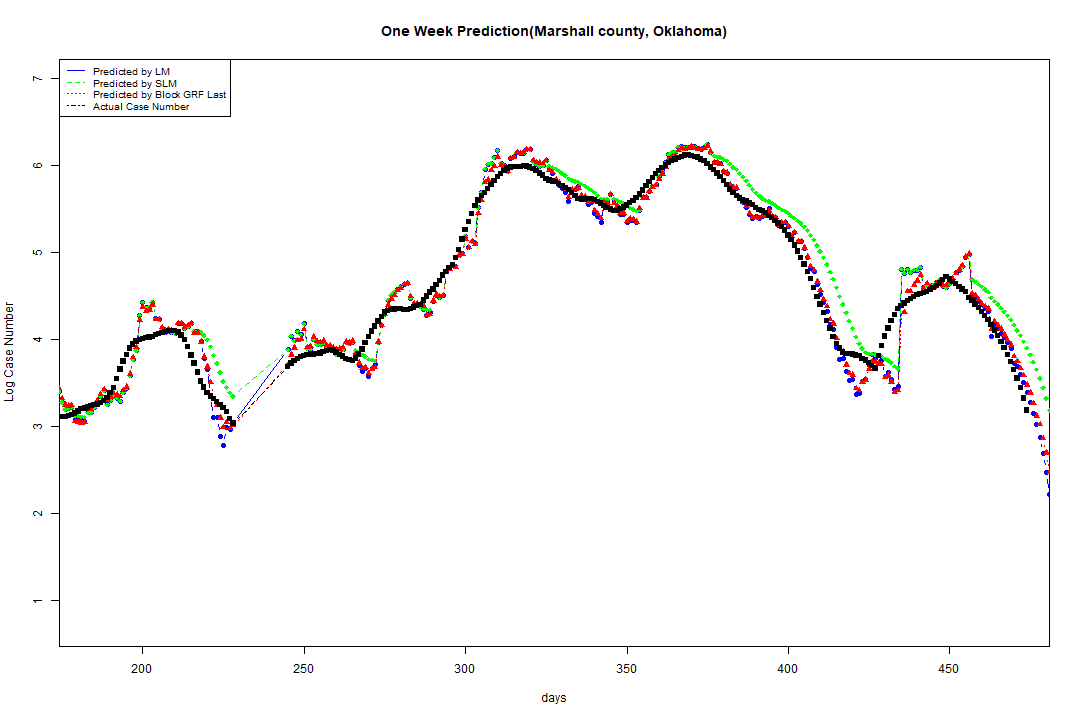 One Week Prediction(Marshall county, Oklahoma)
Predicted by LM
Predicted by SLM
Predicted by Block GRF Last
Actual Case Number
Log Case Number
7
6
5
4
3
2
1
200 250 300 350 400 450
days